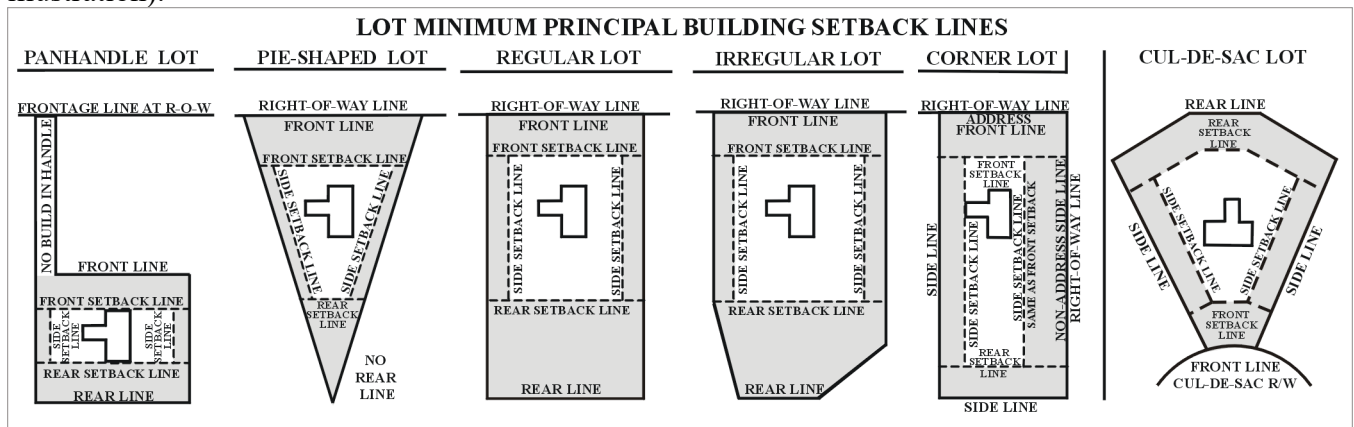 illustration).
LOT MINIMUM PRINCIPAL BUILDING SETBACK LINES
PANHANDLE LOT
FRONTAGE LINE AT R-O-W
NO BUILD IN HANDLE
FRONT LINE
FRONT SETBACK LINE
SIDE
SETBACK
LINE
SIDE
SETBACK
LINE
REAR SETBACK LINE
REAR LINE
PIE-SHAPED LOT
RIGHT-OF-WAY LINE
FRONT LINE
FRONT SETBACK LINE
SIDE SETBACK LINE
SIDE SETBACK LINE
REAR
SETBACK
LINE
NO
REAR
LINE
REGULAR LOT
RIGHT-OF-WAY LINE
FRONT LINE
FRONT SETBACK LINE
SIDE SETBACK LINE
SIDE SETBACK LINE
REAR SETBACK LINE
REAR LINE
IRREGULAR LOT
RIGHT-OF-WAY LINE
FRONT LINE
FRONT SETBACK LINE
SIDE SETBACK LINE
SIDE SETBACK LINE
REAR SETBACK LINE
REAR LINE
CORNER LOT
RIGHT-OF-WAY LINE
ADDRESS
FRONT LINE
FRONT
SETBACK
LINE
SIDE LINE
SIDE SETBACK LINE
SIDE SETBACK LINE
SAME AS FRONT SETBACK
NON-ADDRESS SIDE LINE
RIGHT-OF-WAY LINE
REAR
SETBACK
LINE
SIDE LINE
CUL-DE-SAC LOT
REAR LINE
REAR
SETBACK
LINE
SIDE LINE
SIDE SETBACK LINE
SIDE SETBACK LINE
SIDE LINE
FRONT
SETBACK
LINE
FRONT LINE
CUL-DE-SAC R/W